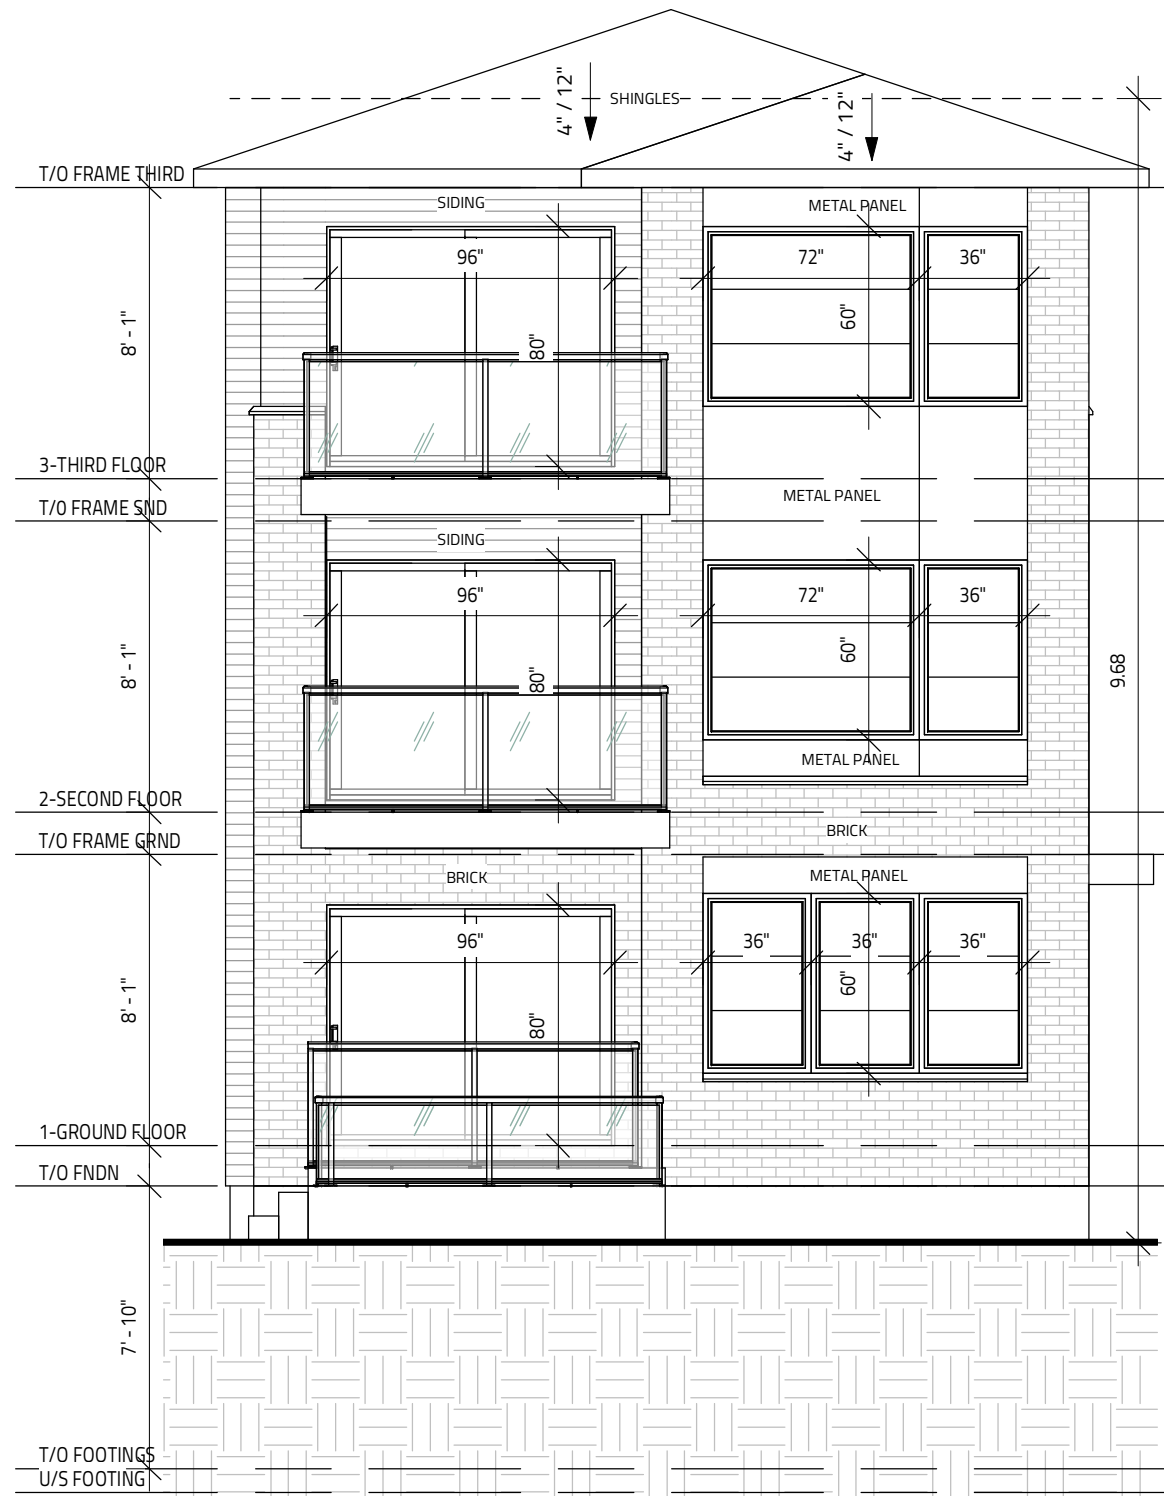 4" / 12"
SHINGLES
4" / 12"
T/O FRAME THIRD
SIDING
METAL PANEL
96"
72"
36"
8' - 1"
80"
60"
3-THIRD FLOOR
METAL PANEL
T/O FRAME SND
SIDING
96"
72"
36"
8' - 1"
80"
60"
9.68
METAL PANEL
2-SECOND FLOOR
BRICK
T/O FRAME GRND
BRICK
METAL PANEL
96"
36"
36"
36"
8' - 1"
80"
60"
1-GROUND FLOOR
T/O FNDN
7' - 10"
T/O FOOTINGS
U/S FOOTING